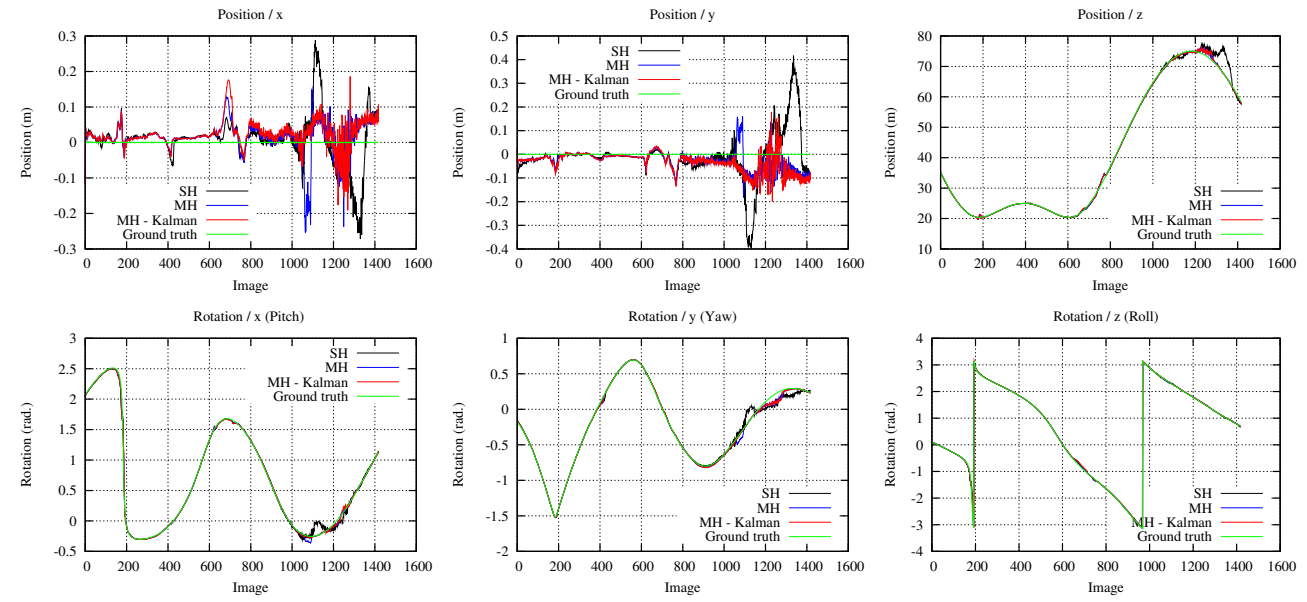 Position / x
0.3
0.2
0.1
0
-0.1
-0.2
-0.3
Position (m)
SH
MH
MH - Kalman
Ground truth
0 200 400 600 800 1000 1200 1400 1600
Image
Position / y
0.5
0.4
0.3
0.2
0.1
0
-0.1
-0.2
-0.3
-0.4
Position (m)
SH
MH
MH - Kalman
Ground truth
0 200 400 600 800 1000 1200 1400 1600
Image
Position / z
80
70
60
50
40
30
20
10
Position (m)
SH
MH
MH - Kalman
Ground truth
0 200 400 600 800 1000 1200 1400 1600
Image
Rotation / x (Pitch)
3
2.5
2
1.5
1
0.5
0
-0.5
Rotation (rad.)
SH
MH
MH - Kalman
Ground truth
0 200 400 600 800 1000 1200 1400 1600
Image
Rotation / y (Yaw)
1
0.5
0
-0.5
-1
-1.5
-2
Rotation (rad.)
SH
MH
MH - Kalman
Ground truth
0 200 400 600 800 1000 1200 1400 1600
Image
Rotation / z (Roll)
4
3
2
1
0
-1
-2
-3
-4
Rotation (rad.)
SH
MH
MH - Kalman
Ground truth
0 200 400 600 800 1000 1200 1400 1600
Image